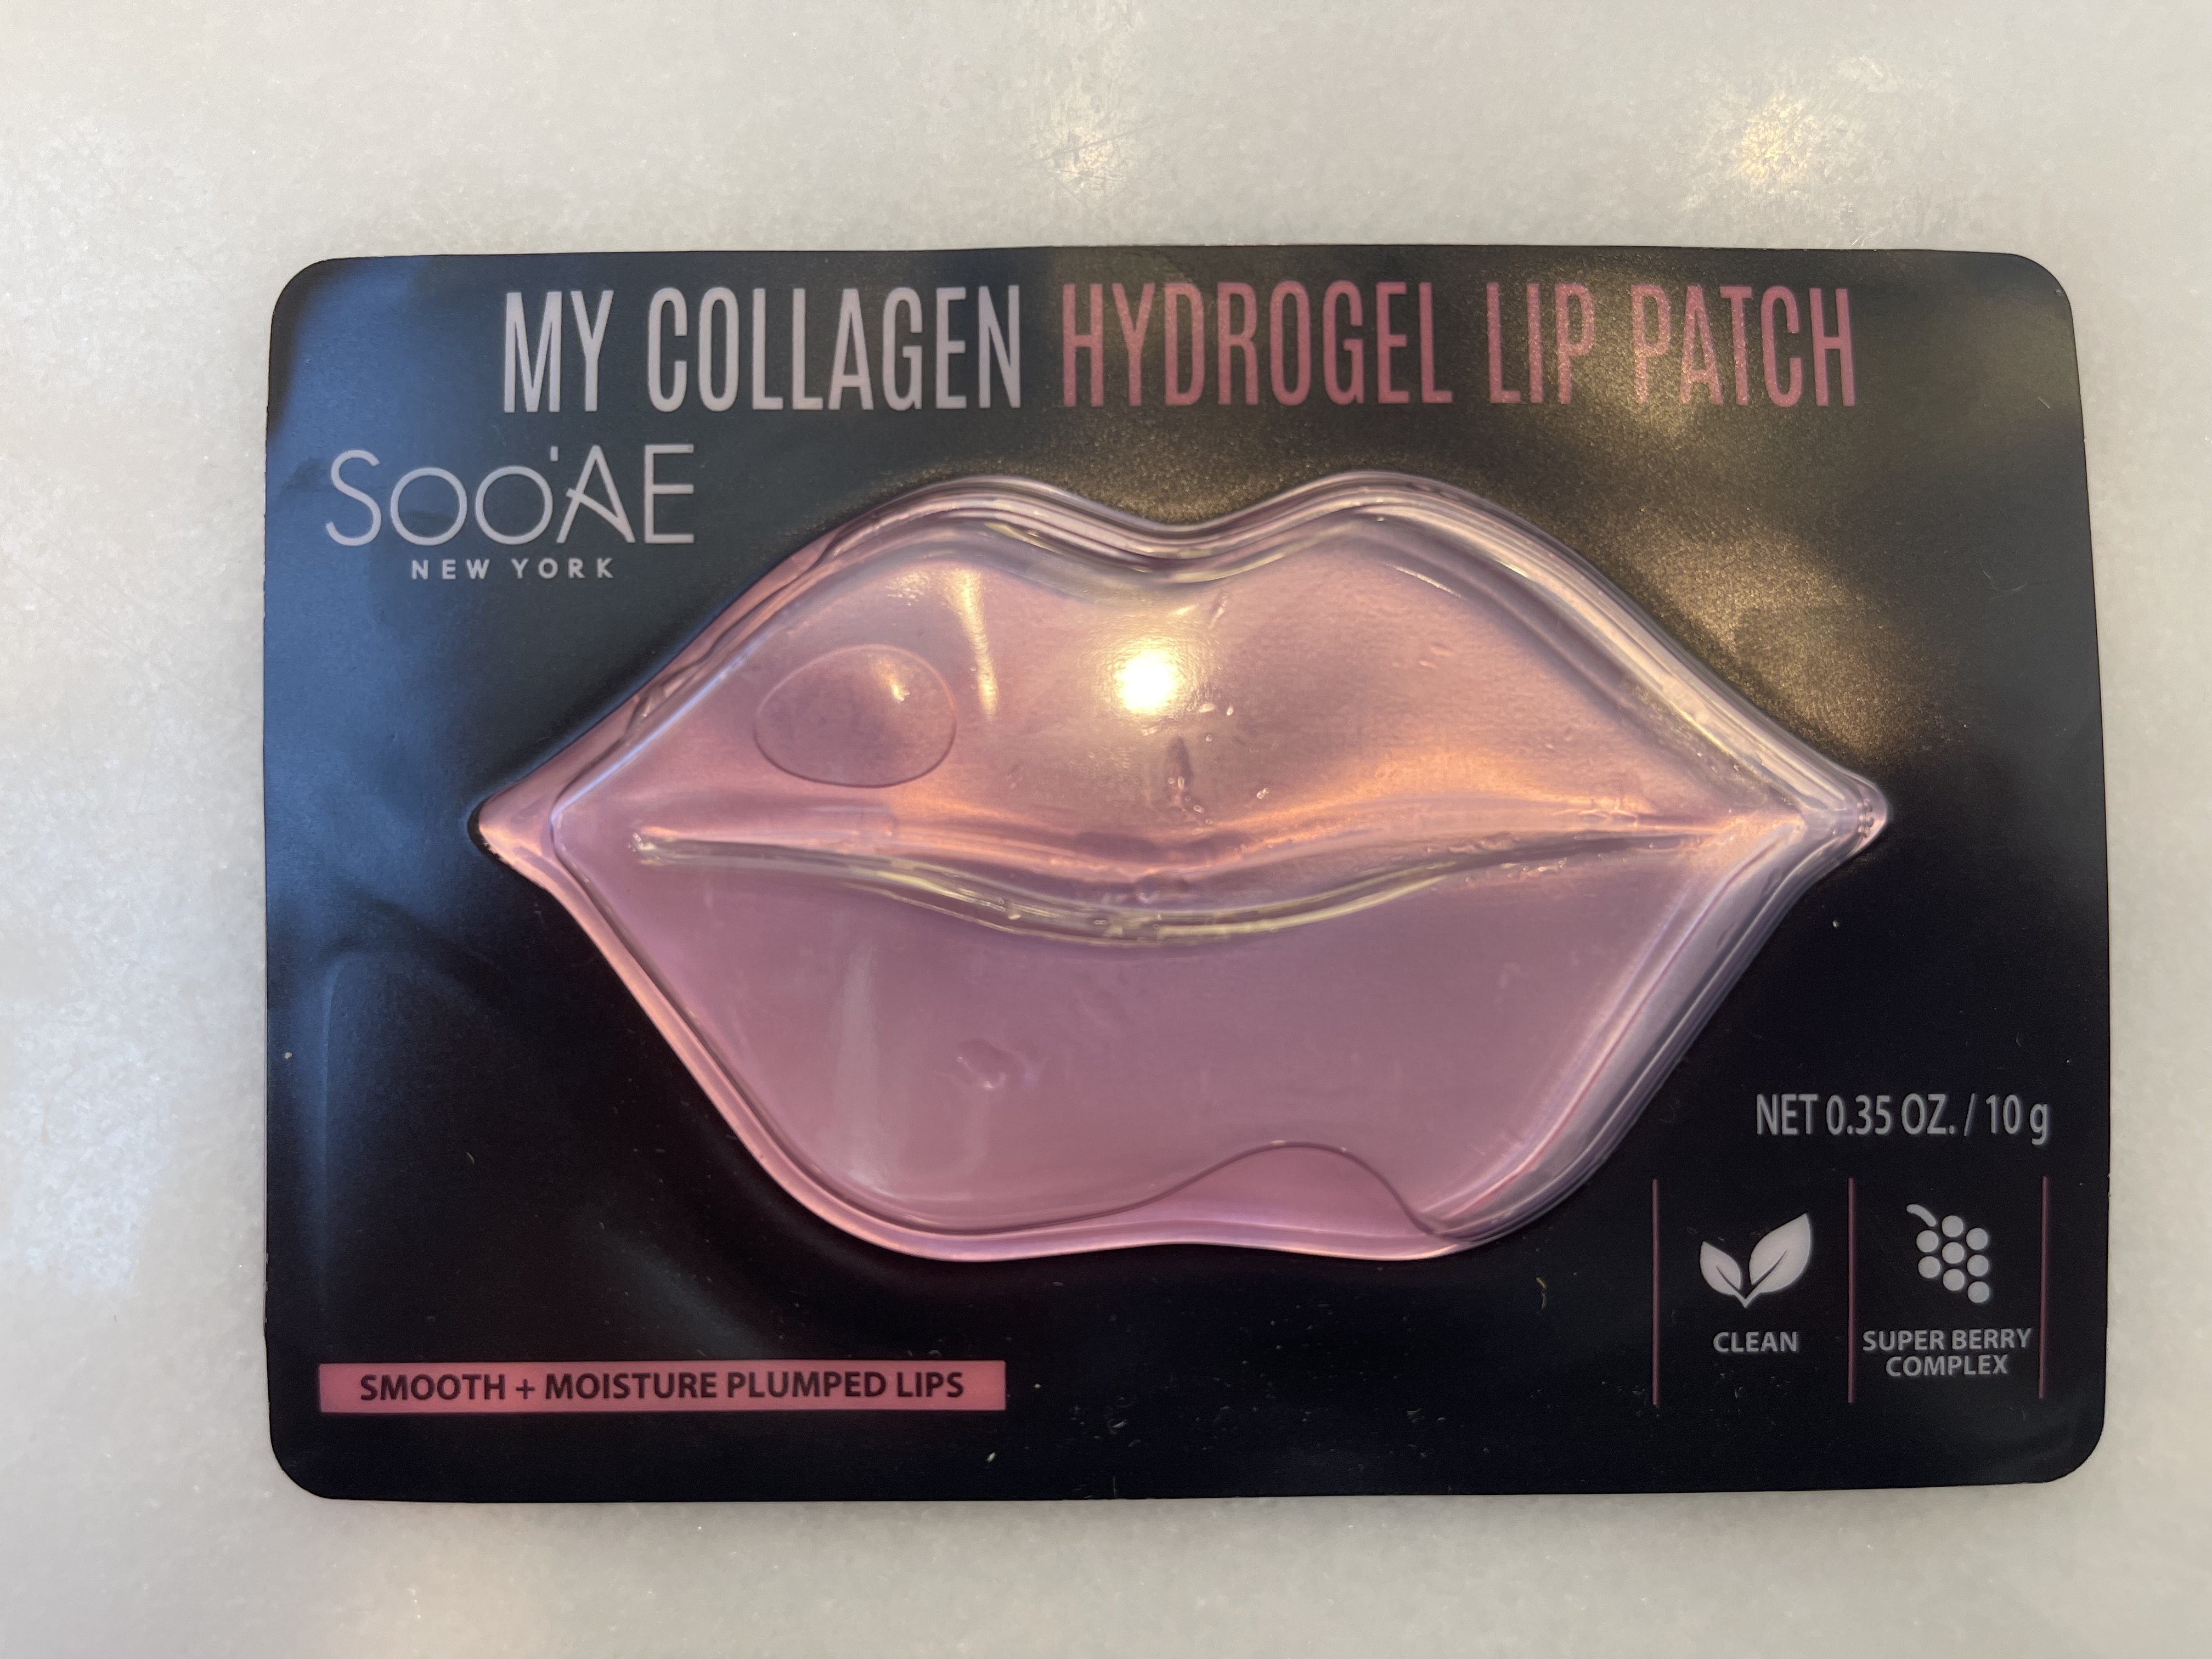 MY COLLAGEN HYDROGEL LIP PATCH
Soo'AE
NEW YORK
NET 0.35 OZ. / 10 g
CLEAN
SUPER BERRY
COMPLEX
SMOOTH + MOISTURE PLUMPED LIPS